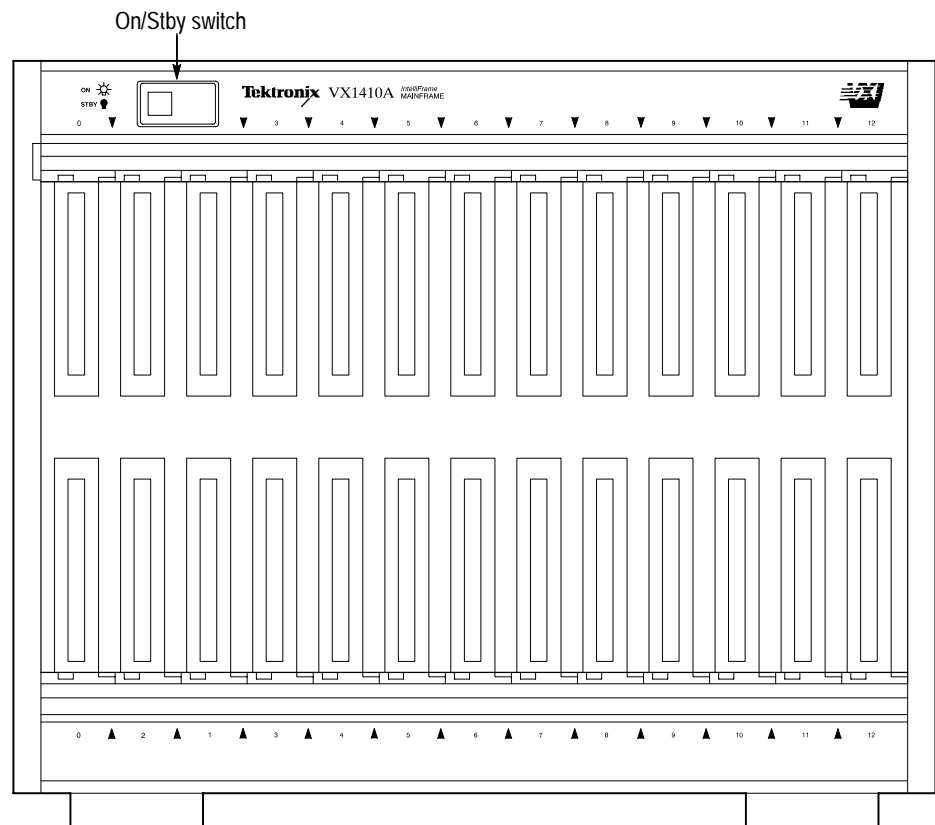 On/Stby switch
ON
STBY
Tektronix VX1410A IntelliFrame MAINFRAME
VXI
0 3 4 5 6 7 8 9 10 11 12
0 2 1 3 4 5 6 7 8 9 10 11 12